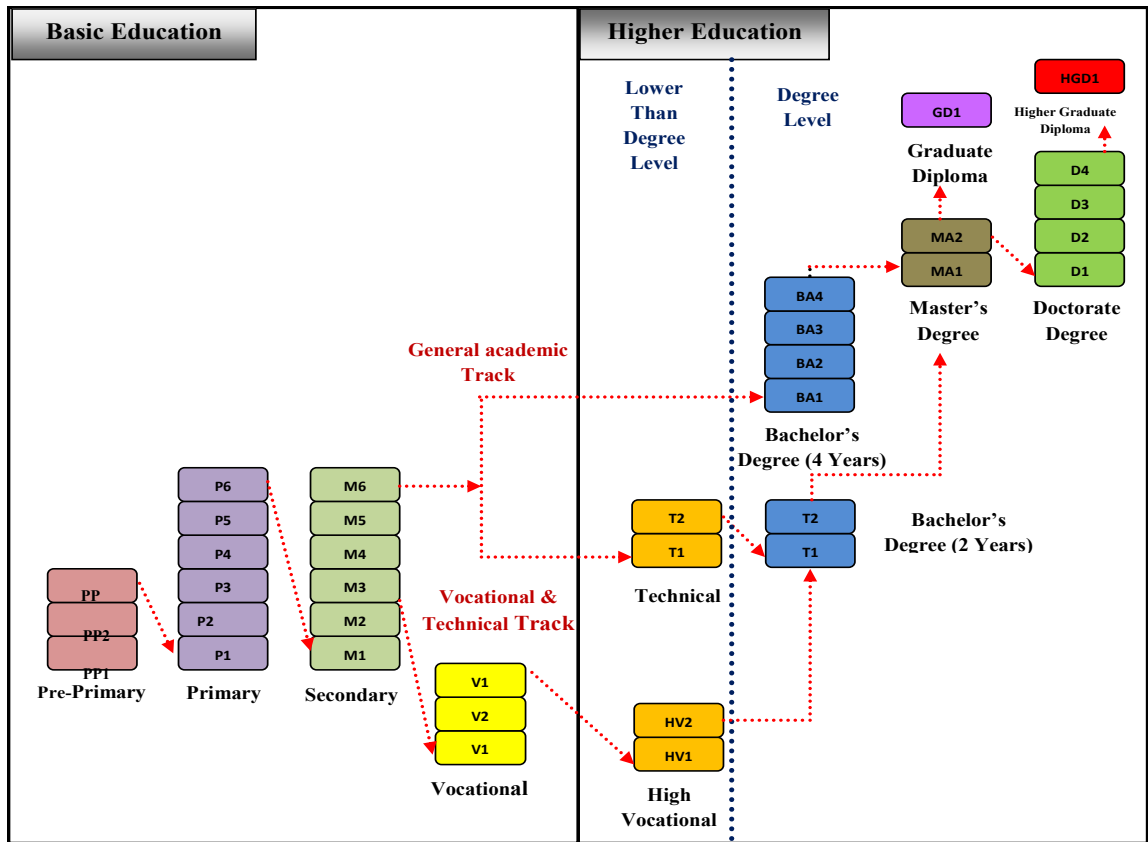 Basic Education
Higher Education
Lower
Than
Degree
Level
Degree
Level
HGD1
Higher Graduate
Diploma
GD1
Graduate
Diploma
D4
D3
D2
D1
Doctorate
Degree
MA2
MA1
Master's
Degree
BA4
BA3
BA2
BA1
Bachelor's
Degree (4 Years)
General academic
Track
P6
P5
P4
P3
P2
P1
Primary
M6
M5
M4
M3
M2
M1
Secondary
T2
T1
Technical
T2
T1
Bachelor's
Degree (2 Years)
PP
PP2
PP1
Pre-Primary
Vocational &
Technical Track
V1
V2
V1
Vocational
HV2
HV1
High
Vocational